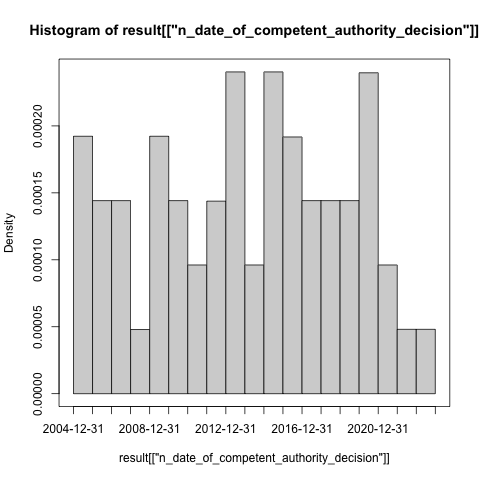 Histogram of result[["n_date_of_competent_authority_decision"]]
Density
0.00020
0.00015
0.00010
0.00005
0.00000
2004-12-31 2008-12-31 2012-12-31 2016-12-31 2020-12-31
result[["n_date_of_competent_authority_decision"]]